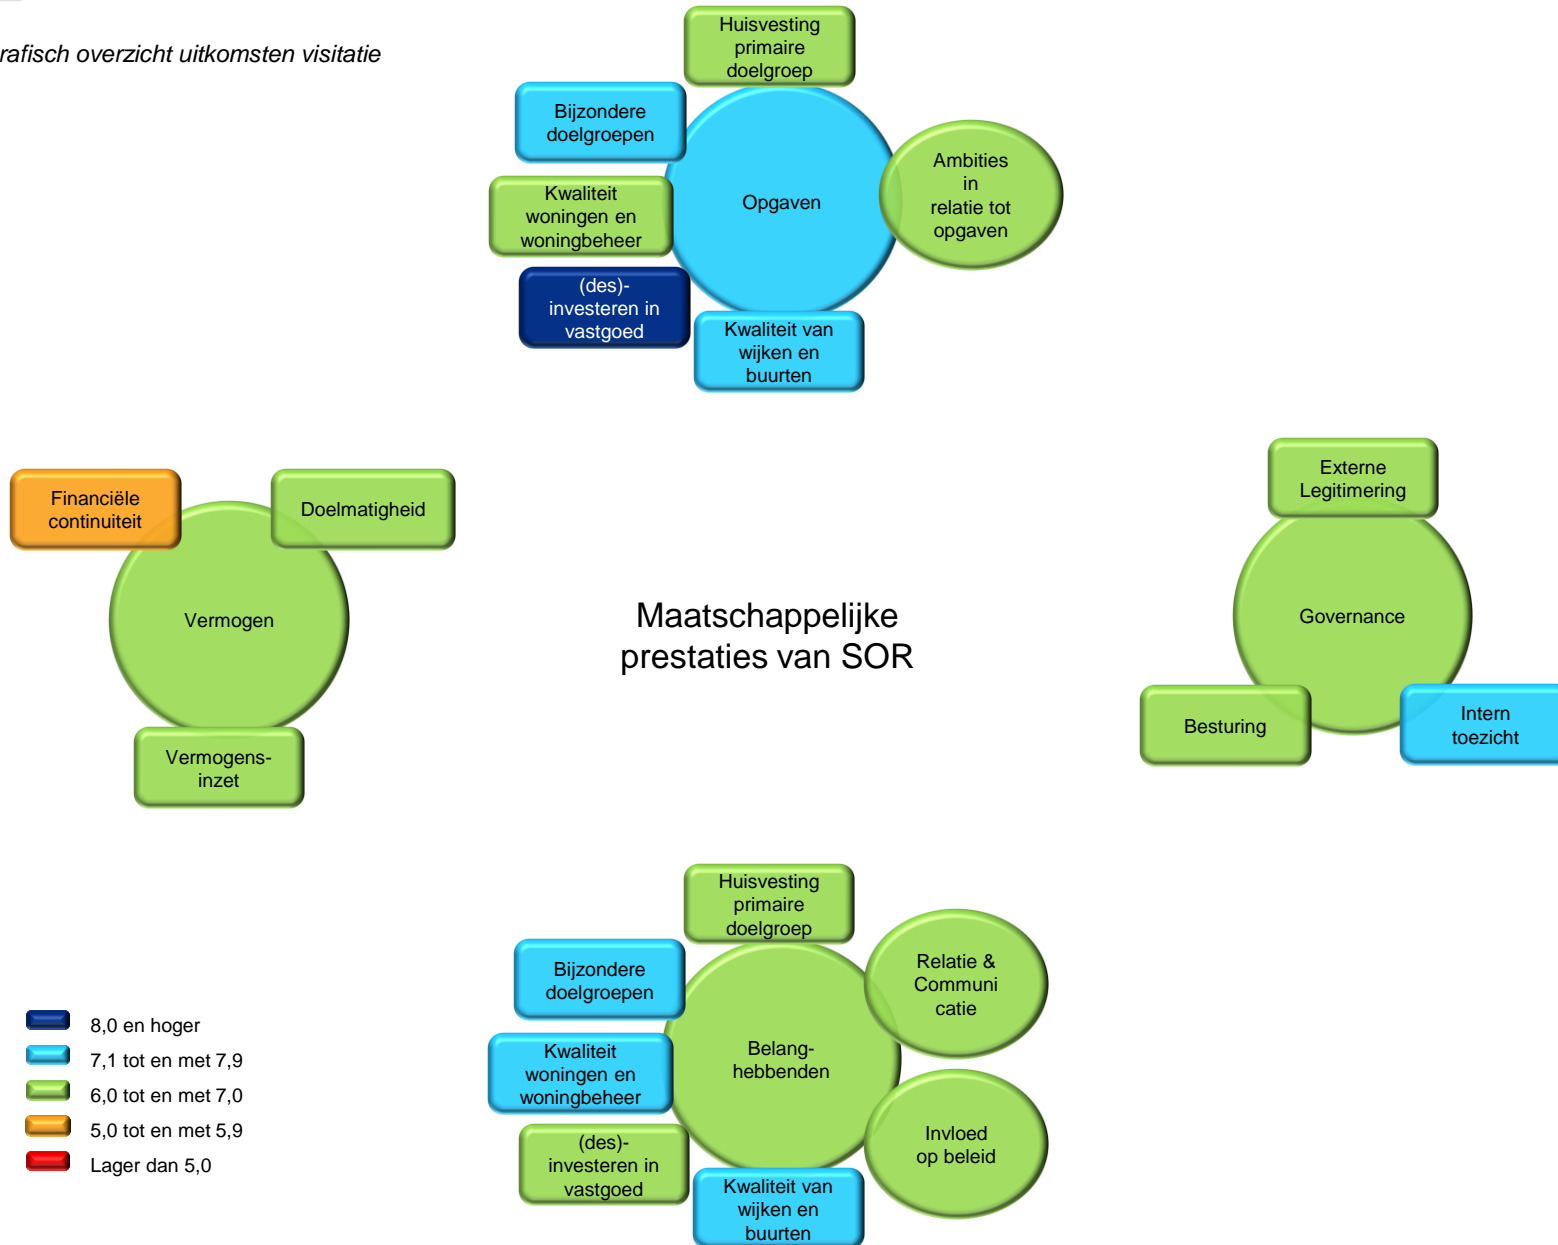 rafisch overzicht uitkomsten visitatie
Huisvesting
primaire
doelgroep
Bijzondere
doelgroepen
Kwaliteit
woningen en
woningbeheer
(des)-
investeren in
vastgoed
Kwaliteit van
wijken en
buurten
Opgaven
Ambities
in
relatie tot
opgaven
Financiële
continuiteit
Doelmatigheid
Vermogen
Vermogens-
inzet
Maatschappelijke
prestaties van SOR
Externe
Legitimering
Governance
Besturing
Intern
toezicht
Huisvesting
primaire
doelgroep
Bijzondere
doelgroepen
Kwaliteit
woningen en
woningbeheer
(des)-
investeren in
vastgoed
Kwaliteit van
wijken en
buurten
Belang-
hebbenden
Relatie &
Communi
catie
Invloed
op beleid
8,0 en hoger
7,1 tot en met 7,9
6,0 tot en met 7,0
5,0 tot en met 5,9
Lager dan 5,0